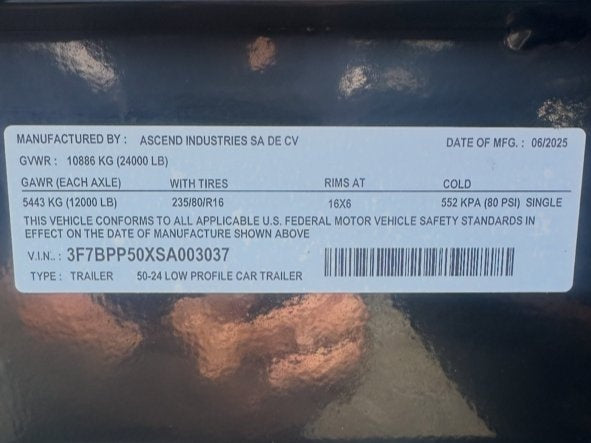 MANUFACTURED BY : ASCEND INDUSTRIES SA DE CV DATE OF MFG. : 06/2025
GVWR : 10886 KG (24000 LB)
GAWR (EACH AXLE) WITH TIRES RIMS AT COLD
5443 KG (12000 LB) 235/80/R16 16X6 552 KPA (80 PSI) SINGLE
THIS VEHICLE CONFORMS TO ALL APPLICABLE U.S. FEDERAL MOTOR VEHICLE SAFETY STANDARDS IN
EFFECT ON THE DATE OF MANUFACTURE SHOWN ABOVE
V.I.N.. : 3F7BPP50XSA003037
TYPE : TRAILER 50-24 LOW PROFILE CAR TRAILER